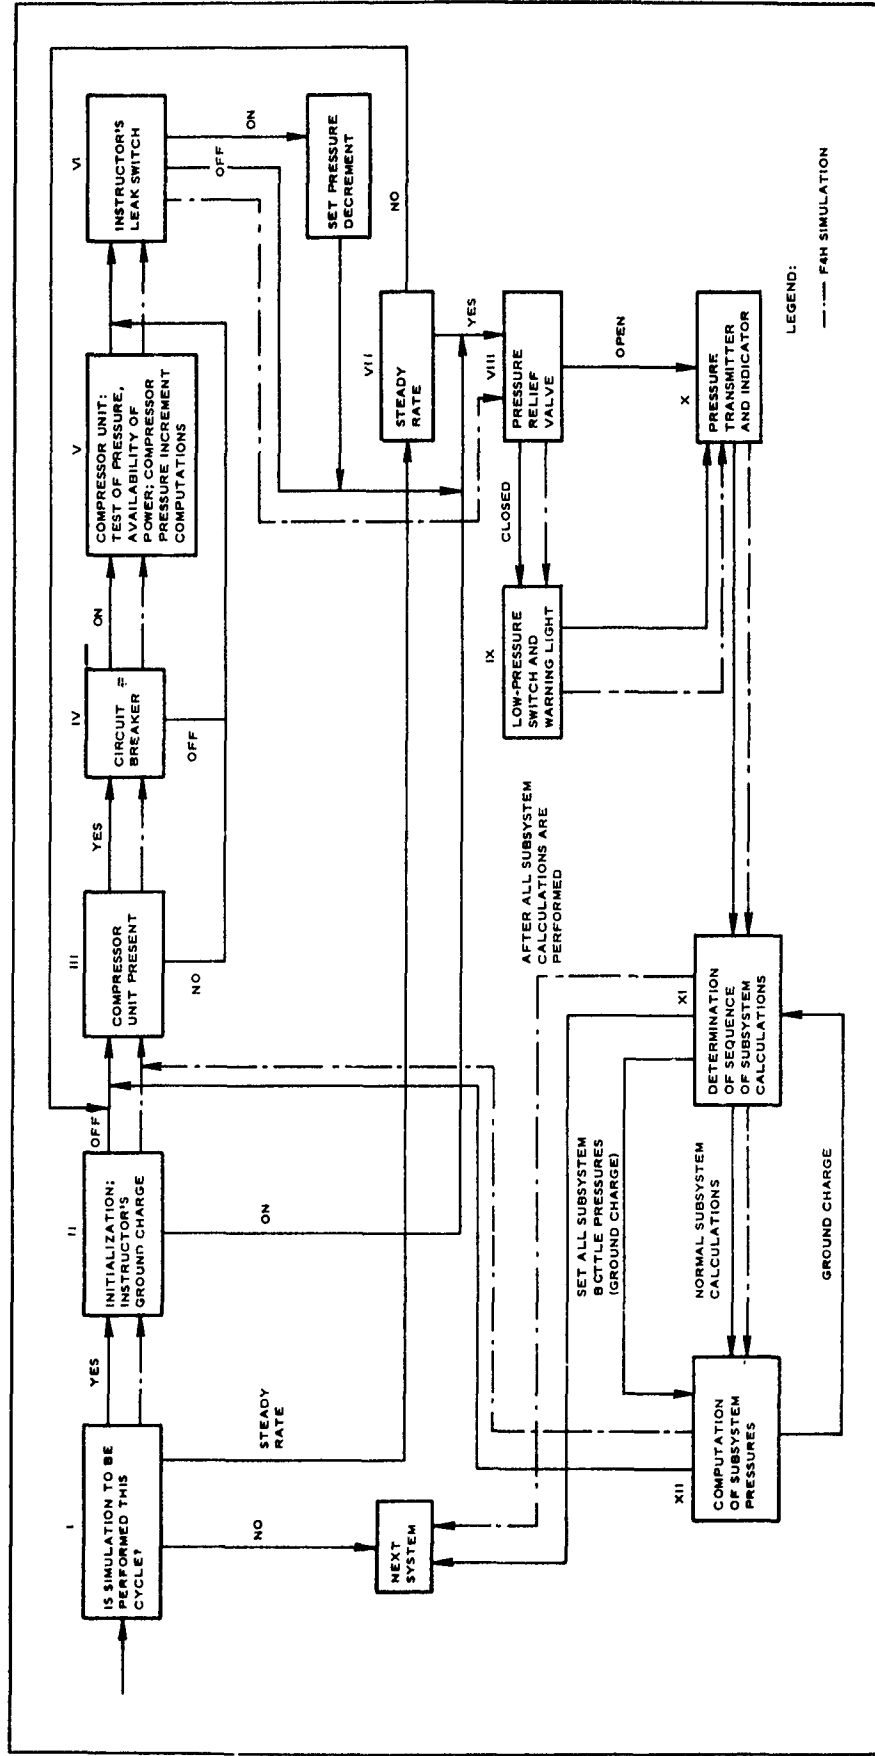 I
IS SIMULATION TO BE
PERFORMED THIS
CYCLE?
YES
NO
STEADY
RATE
NEXT
SYSTEM
II
INITIALIZATION;
INSTRUCTOR'S
GROUND CHARGE
OFF
ON
III
COMPRESSOR
UNIT PRESENT
YES
NO
IV
CIRCUIT =
BREAKER
ON
OFF
V
COMPRESSOR UNIT:
TEST OF PRESSURE,
AVAILABILITY OF
POWER; COMPRESSOR
PRESSURE INCREMENT
COMPUTATIONS
VI
INSTRUCTOR'S
LEAK SWITCH
ON
OFF
SET PRESSURE
DECREMENT
VII
STEADY
RATE
NO
YES
VIII
PRESSURE
RELIEF
VALVE
CLOSED
OPEN
IX
LOW-PRESSURE
SWITCH AND
WARNING LIGHT
X
PRESSURE
TRANSMITTER
AND INDICATOR
AFTER ALL SUBSYSTEM
CALCULATIONS ARE
PERFORMED
XI
DETERMINATION
OF SEQUENCE
OF SUBSYSTEM
CALCULATIONS
SET ALL SUBSYSTEM
BOTTLE PRESSURES
(GROUND CHARGE)
NORMAL SUBSYSTEM
CALCULATIONS
GROUND CHARGE
XII
COMPUTATION
OF SUBSYSTEM
PRESSURES
LEGEND:
F4H SIMULATION